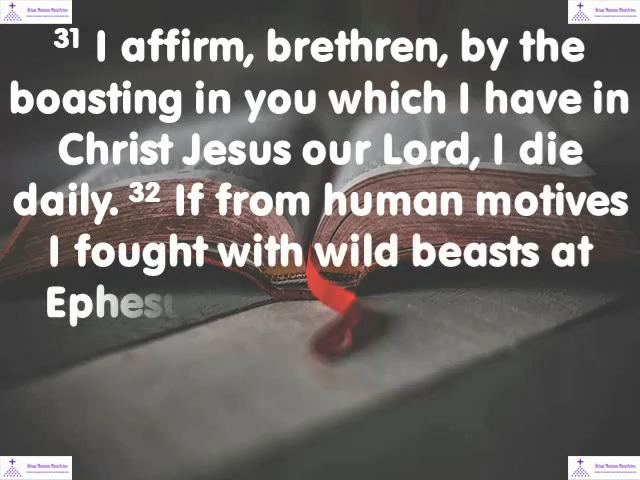 31 I affirm, brethren, by the
boasting in you which I have in
Christ Jesus our Lord, I die
daily. 32 If from human motives
I fought with wild beasts at
Ephesu